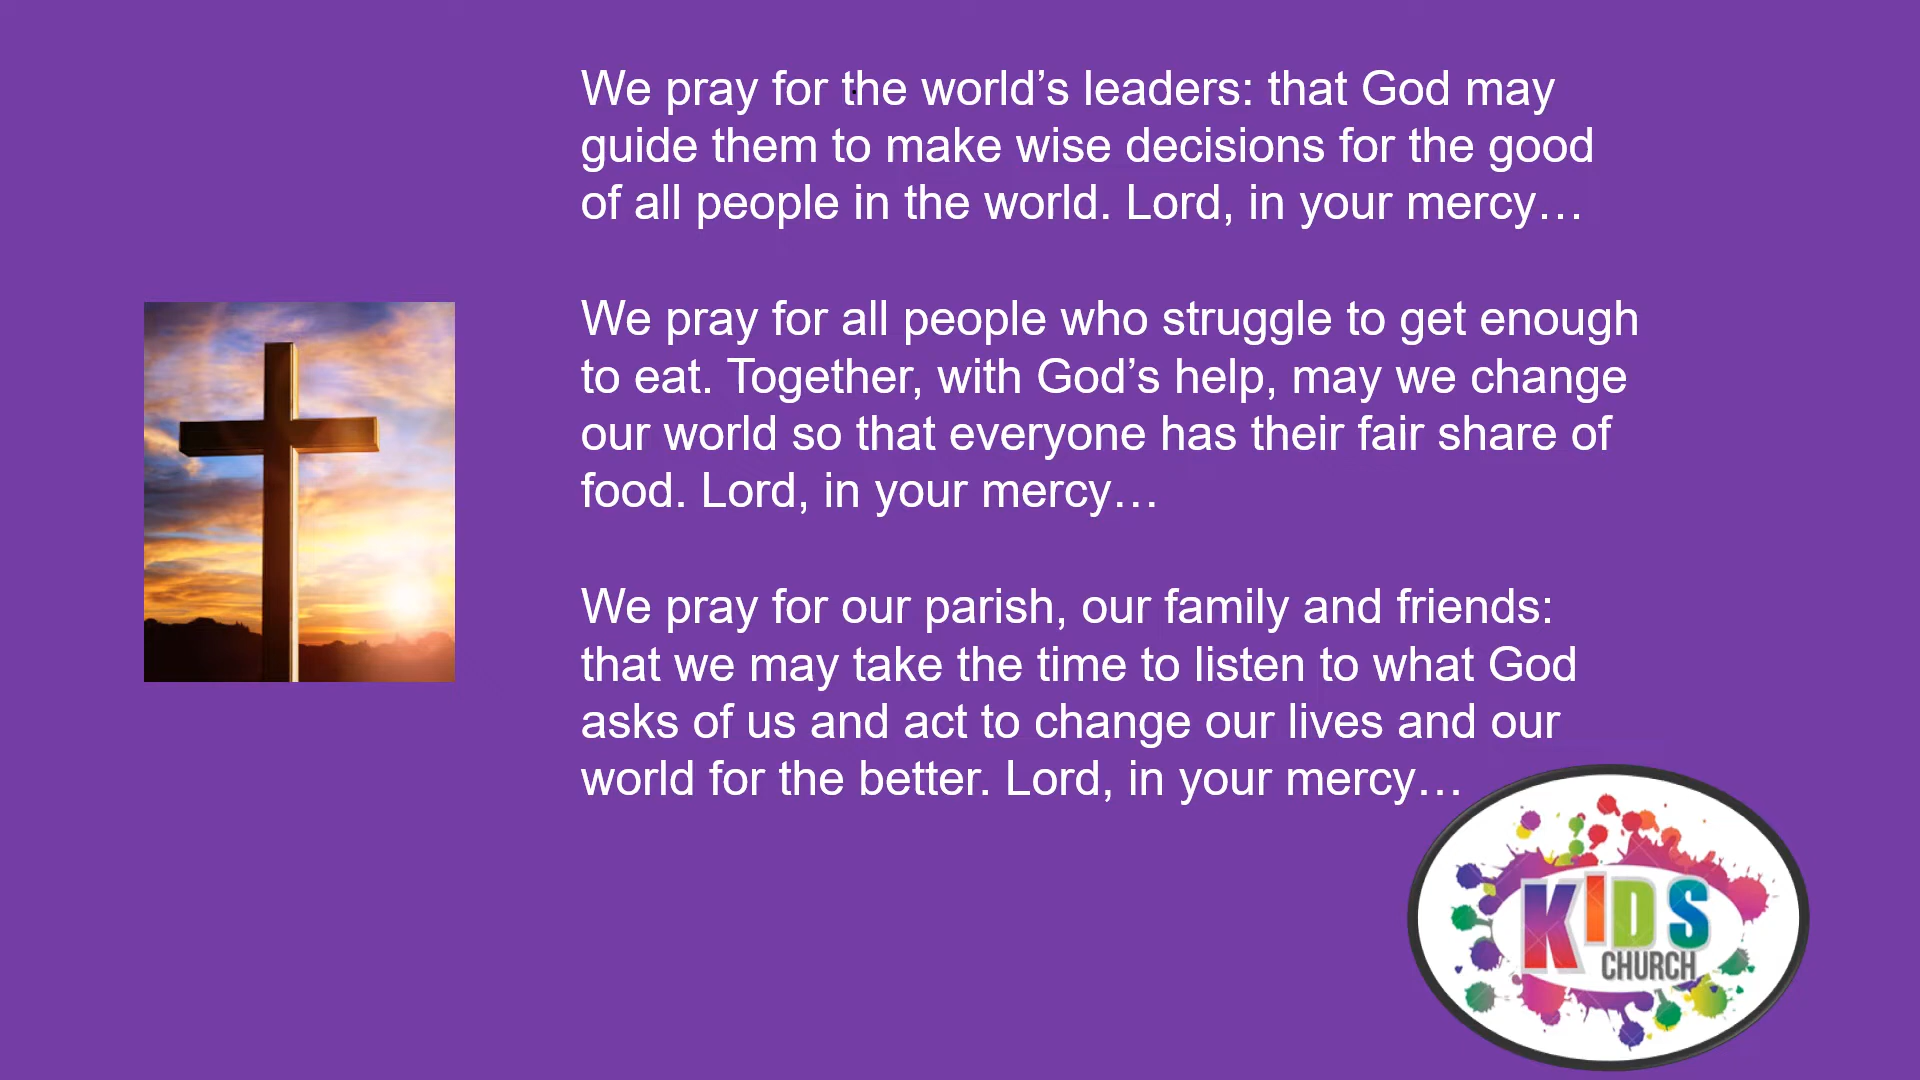 We pray for the world’s leaders: that God may
guide them to make wise decisions for the good
of all people in the world. Lord, in your mercy…
We pray for all people who struggle to get enough
to eat. Together, with God’s help, may we change
our world so that everyone has their fair share of
food. Lord, in your mercy…
We pray for our parish, our family and friends:
that we may take the time to listen to what God
asks of us and act to change our lives and our
world for the better. Lord, in your mercy…
KIDS
CHURCH